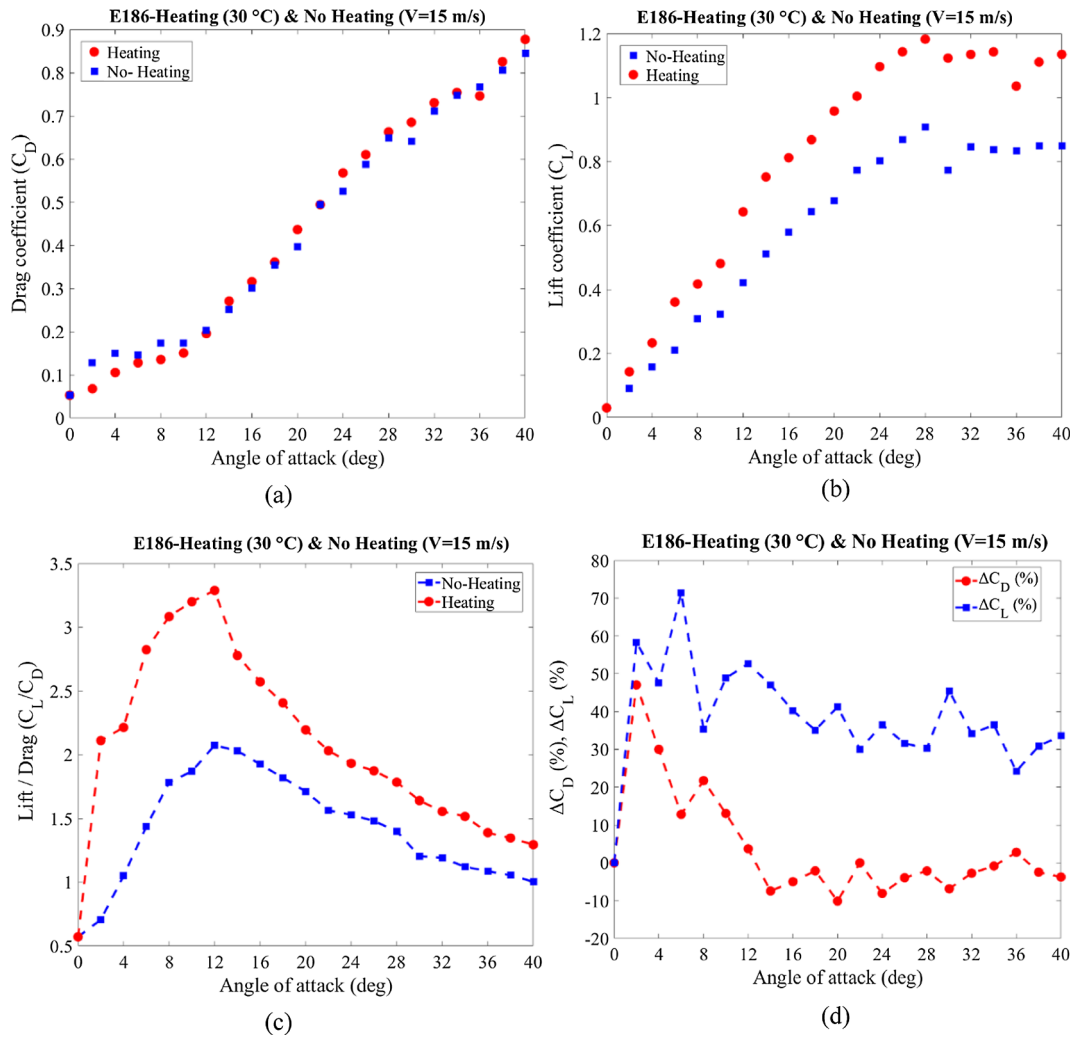 E186-Heating (30 °C) & No Heating (V=15 m/s)
0.9
0.8
0.7
0.6
0.5
0.4
0.3
0.2
0.1
0
Drag coefficient (C_D)
Heating
No- Heating
0 4 8 12 16 20 24 28 32 36 40
Angle of attack (deg)
(a)
E186-Heating (30 °C) & No Heating (V=15 m/s)
1.2
1
0.8
0.6
0.4
0.2
0
Lift coefficient (C_L)
No-Heating
Heating
0 4 8 12 16 20 24 28 32 36 40
Angle of attack (deg)
(b)
E186-Heating (30 °C) & No Heating (V=15 m/s)
3.5
3
2.5
2
1.5
1
0.5
Lift / Drag (C_L/C_D)
No-Heating
Heating
0 4 8 12 16 20 24 28 32 36 40
Angle of attack (deg)
(c)
E186-Heating (30 °C) & No Heating (V=15 m/s)
80
70
60
50
40
30
20
10
0
-10
-20
ΔC_D (%), ΔC_L (%)
ΔC_D (%)
ΔC_L (%)
0 4 8 12 16 20 24 28 32 36 40
Angle of attack (deg)
(d)